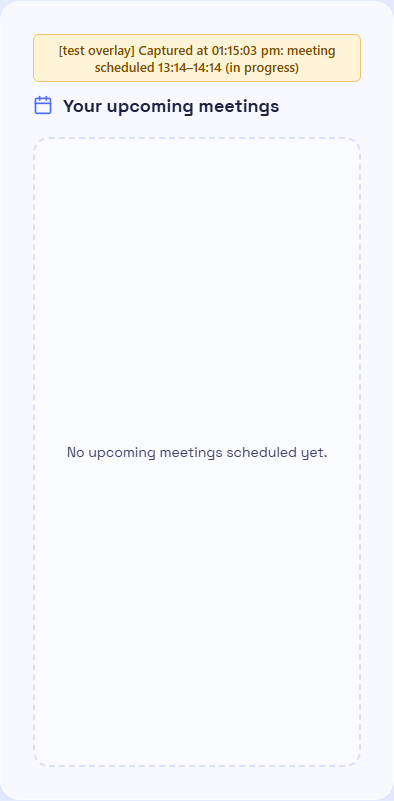 [test overlay] Captured at 01:15:03 pm: meeting
scheduled 13:14–14:14 (in progress)
Your upcoming meetings
No upcoming meetings scheduled yet.